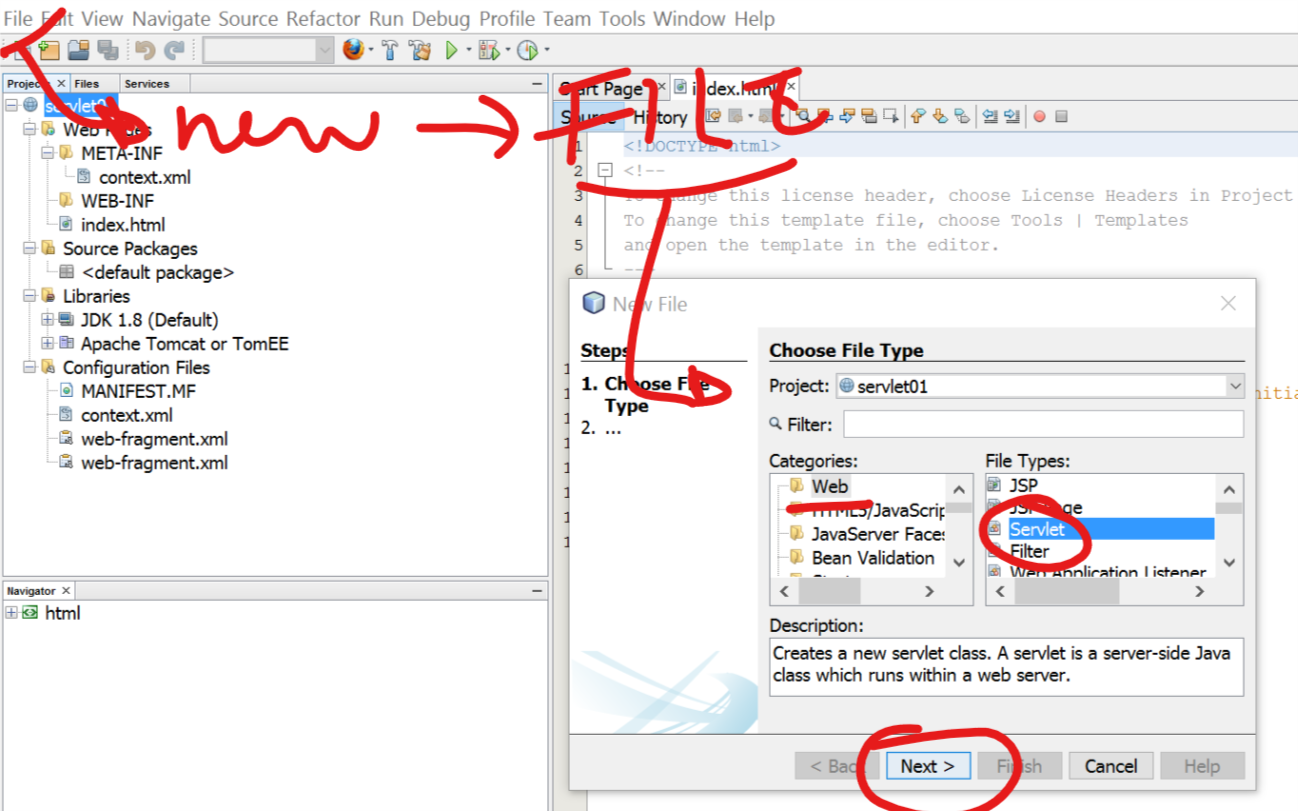 File Edit View Navigate Source Refactor Run Debug Profile Team Tools Window Help
Projects Files Services
servlet01
Web Pages
META-INF
context.xml
WEB-INF
index.html
Source Packages
<default package>
Libraries
JDK 1.8 (Default)
Apache Tomcat or TomEE
Configuration Files
MANIFEST.MF
context.xml
web-fragment.xml
web-fragment.xml
new → FILE
Navigator
html
Start Page index.html
Source History
1 <!DOCTYPE html>
2 <!--
3 To change this license header, choose License Headers in Project
4 To change this template file, choose Tools | Templates
5 and open the template in the editor.
6 -->
New File
Steps
1. Choose File Type
2. ...
Choose File Type
Project: servlet01
Filter:
Categories:
Web
HTML5/JavaScrip
JavaServer Faces
Bean Validation
File Types:
JSP
JSF Page
Servlet
Filter
Web Application Listener
Description:
Creates a new servlet class. A servlet is a server-side Java
class which runs within a web server.
< Back Next > Finish Cancel Help